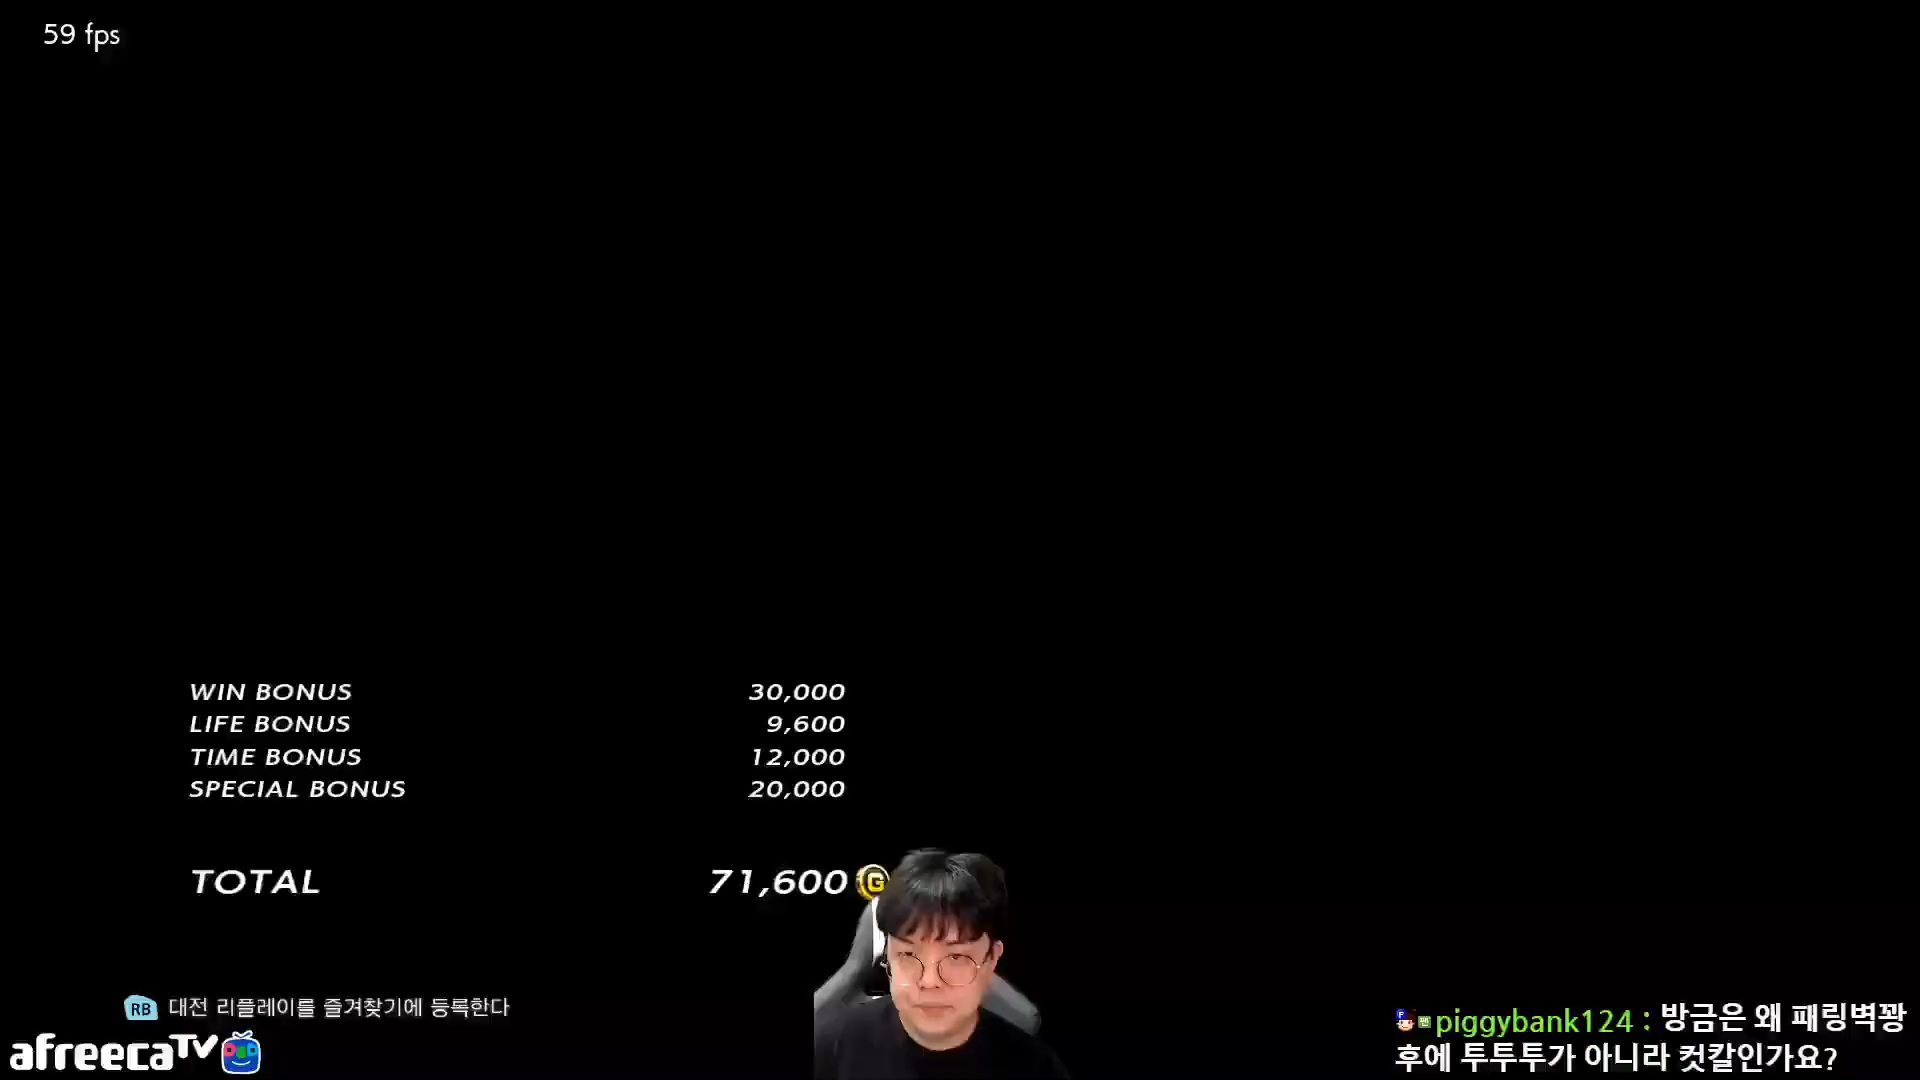 59 fps
WIN BONUS 30,000
LIFE BONUS 9,600
TIME BONUS 12,000
SPECIAL BONUS 20,000
TOTAL 71,600 G
RB 대전 리플레이를 즐겨찾기에 등록한다
afreecaTV
piggybank124 : 방금은 왜 패링벽꽝
후에 투투투가 아니라 컷칼인가요?